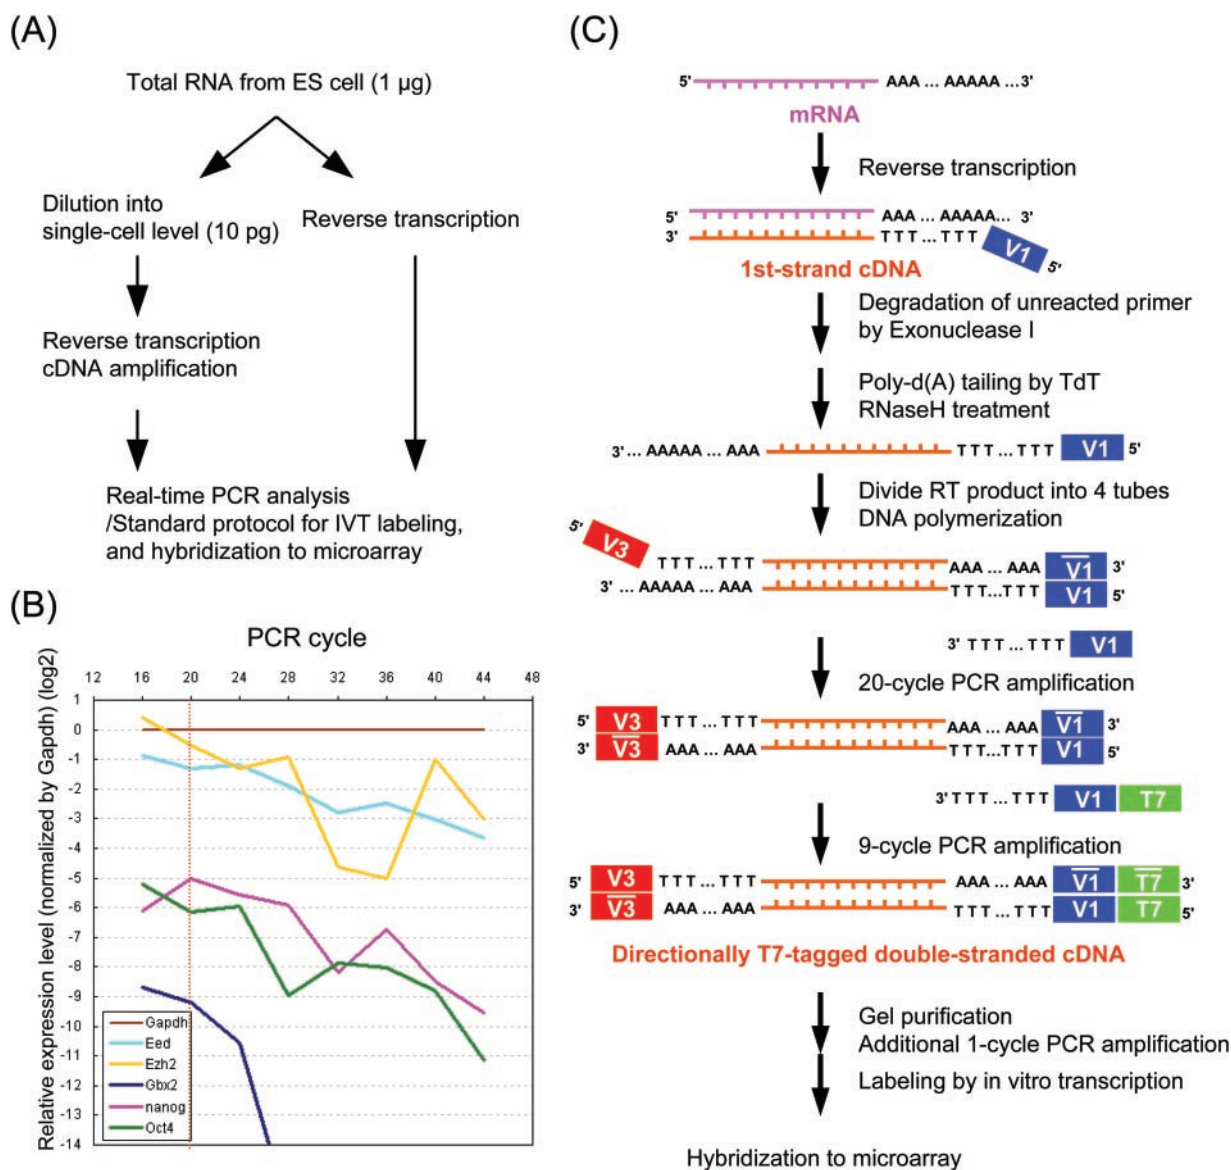 (A)
Total RNA from ES cell (1 µg)
Dilution into
single-cell level (10 pg)
Reverse transcription
Reverse transcription
cDNA amplification
Real-time PCR analysis
/Standard protocol for IVT labeling,
and hybridization to microarray
(B)
PCR cycle
12 16 20 24 28 32 36 40 44 48
Relative expression level (normalized by Gapdh) (log2)
1
0
-1
-2
-3
-4
-5
-6
-7
-8
-9
-10
-11
-12
-13
-14
Gapdh
Eed
Ezh2
Gbx2
nanog
Oct4
(C)
5' AAA ... AAAAA ...3'
mRNA
Reverse transcription
5' AAA ... AAAAA... 3'
3' TTT ... TTT V1 5'
1st-strand cDNA
Degradation of unreacted primer
by Exonuclease I
Poly-d(A) tailing by TdT
RNaseH treatment
3'... AAAAA ... AAA TTT ... TTT V1 5'
Divide RT product into 4 tubes
DNA polymerization
5' V3 TTT ... TTT AAA ... AAA V1 3'
3' ... AAAAA ... AAA TTT...TTT V1 5'
3' TTT ... TTT V1
20-cycle PCR amplification
5' V3 TTT ... TTT AAA ... AAA V1 3'
3' V3 AAA ... AAA TTT...TTT V1 5'
3' TTT ... TTT V1 T7
9-cycle PCR amplification
5' V3 TTT ... TTT AAA ... AAA V1 T7 3'
3' V3 AAA ... AAA TTT ... TTT V1 T7 5'
Directionally T7-tagged double-stranded cDNA
Gel purification
Additional 1-cycle PCR amplification
Labeling by in vitro transcription
Hybridization to microarray